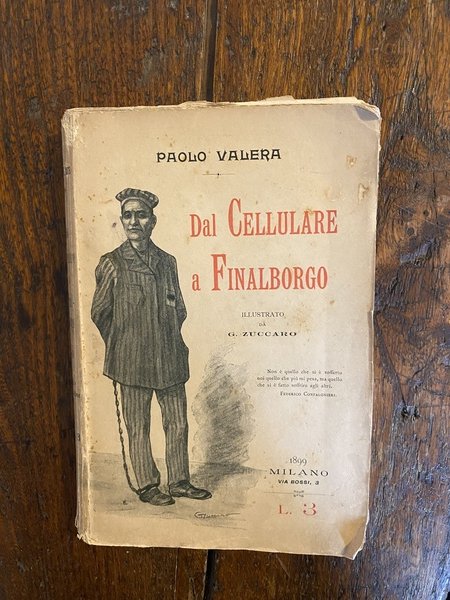 PAOLO VALERA
Dal CELLULARE
a FINALBORGO
ILLUSTRATO
DA
G. ZUCCARO
Non è quello che si è sofferto
noi quello che più mi pesa, ma quello
che si è fatto soffrire agli altri.
FEDERICO CONFALONIERI.
1899
MILANO
VIA BOSSI, 3
L. 3